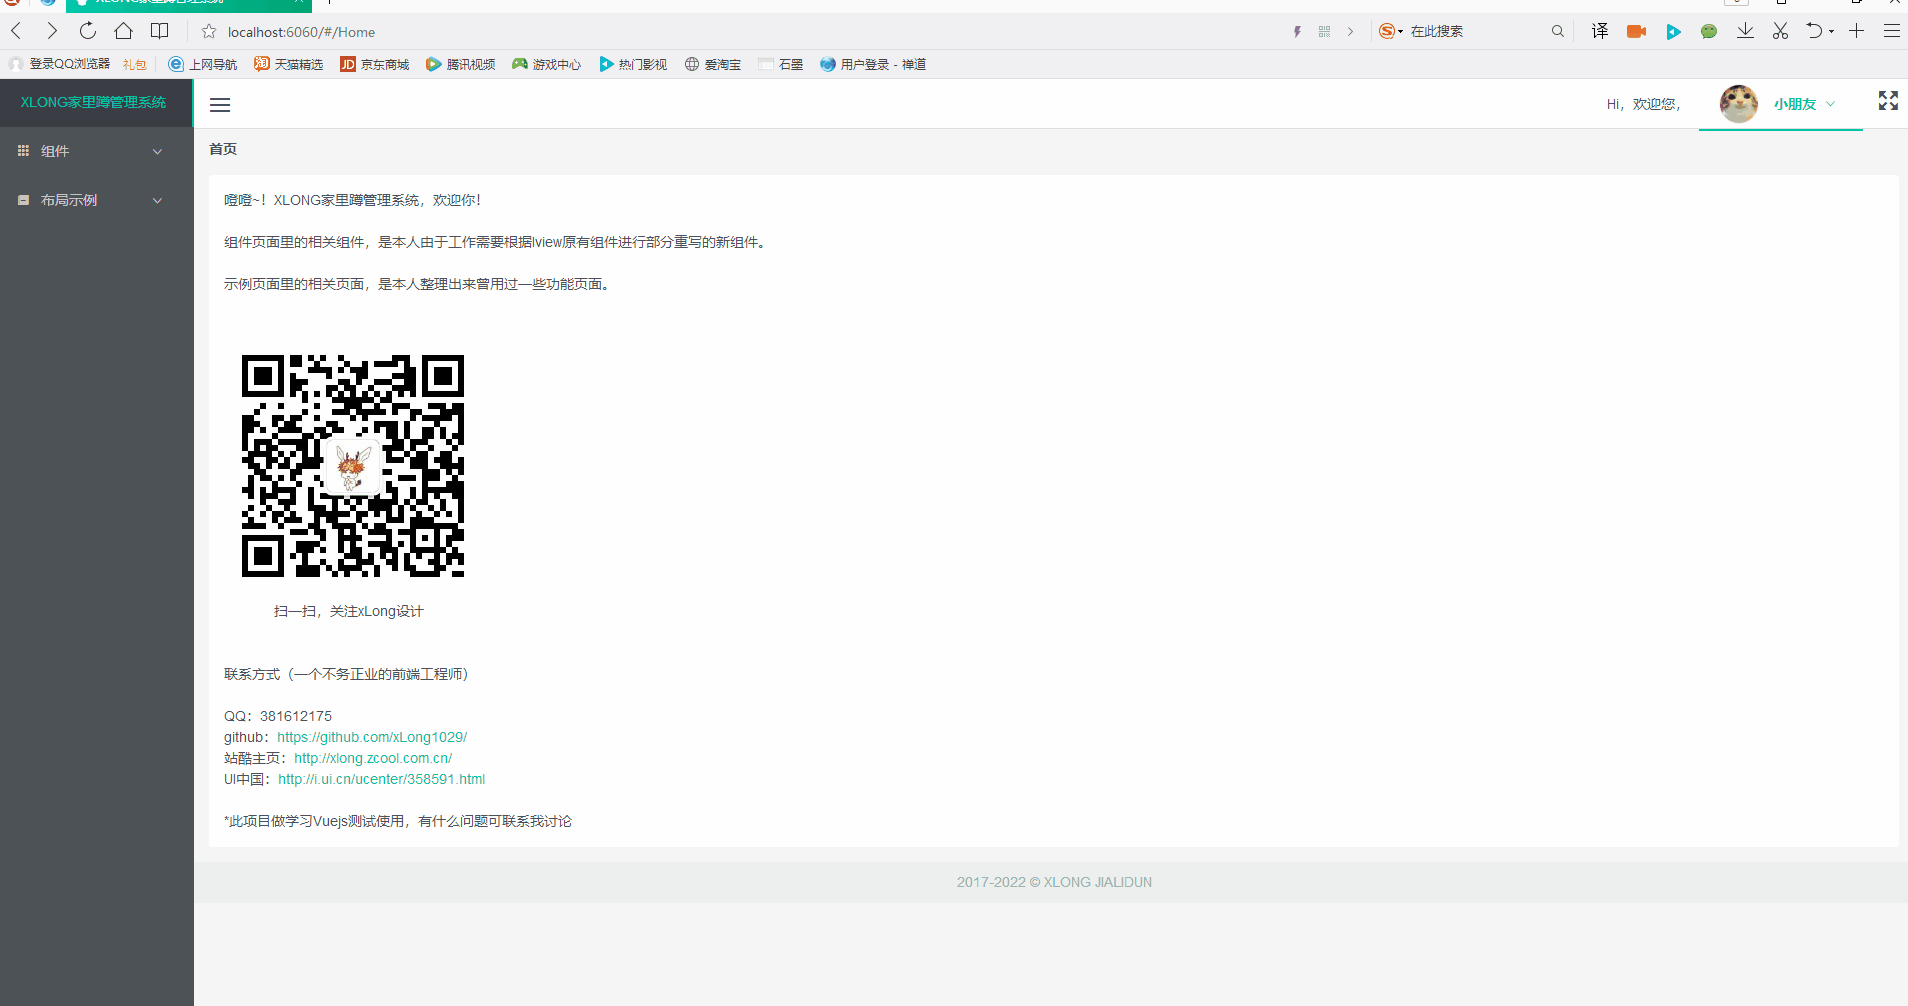 localhost:6060/#/Home
在此搜索
译
登录QQ浏览器 礼包 上网导航 天猫精选 京东商城 腾讯视频 游戏中心 热门影视 爱淘宝 石墨 用户登录 - 禅道
XLONG家里蹲管理系统
Hi，欢迎您，
小朋友
组件
布局示例
首页
噔噔~！XLONG家里蹲管理系统，欢迎你！
组件页面里的相关组件，是本人由于工作需要根据Iview原有组件进行部分重写的新组件。
示例页面里的相关页面，是本人整理出来曾用过一些功能页面。
扫一扫，关注xLong设计
联系方式（一个不务正业的前端工程师）
QQ：381612175
github：https://github.com/xLong1029/
站酷主页：http://xlong.zcool.com.cn/
UI中国：http://i.ui.cn/ucenter/358591.html
*此项目做学习Vuejs测试使用，有什么问题可联系我讨论
2017-2022 © XLONG JIALIDUN